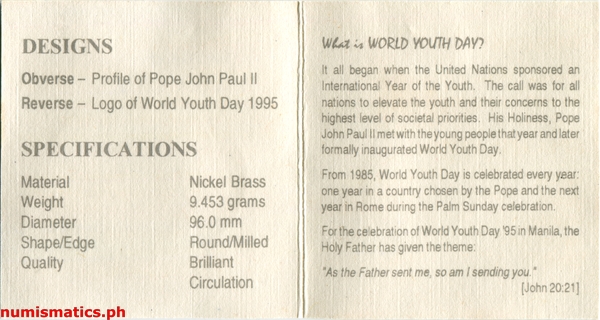 DESIGNS
Obverse – Profile of Pope John Paul II
Reverse – Logo of World Youth Day 1995
SPECIFICATIONS
Material Nickel Brass
Weight 9.453 grams
Diameter 96.0 mm
Shape/Edge Round/Milled
Quality Brilliant
Circulation
numismatics.ph
What is WORLD YOUTH DAY?
It all began when the United Nations sponsored an
International Year of the Youth. The call was for all
nations to elevate the youth and their concerns to the
highest level of societal priorities. His Holiness, Pope
John Paul II met with the young people that year and later
formally inaugurated World Youth Day.
From 1985, World Youth Day is celebrated every year:
one year in a country chosen by the Pope and the next
year in Rome during the Palm Sunday celebration.
For the celebration of World Youth Day '95 in Manila, the
Holy Father has given the theme:
"As the Father sent me, so am I sending you."
[John 20:21]